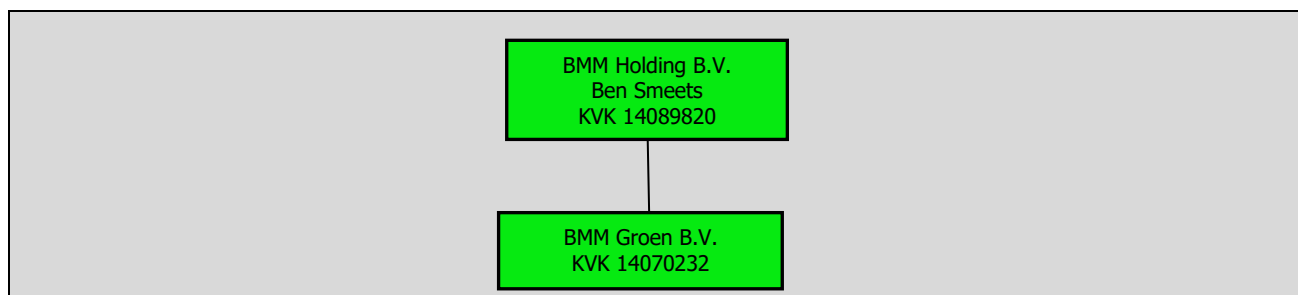 BMM Holding B.V.
Ben Smeets
KVK 14089820
BMM Groen B.V.
KVK 14070232